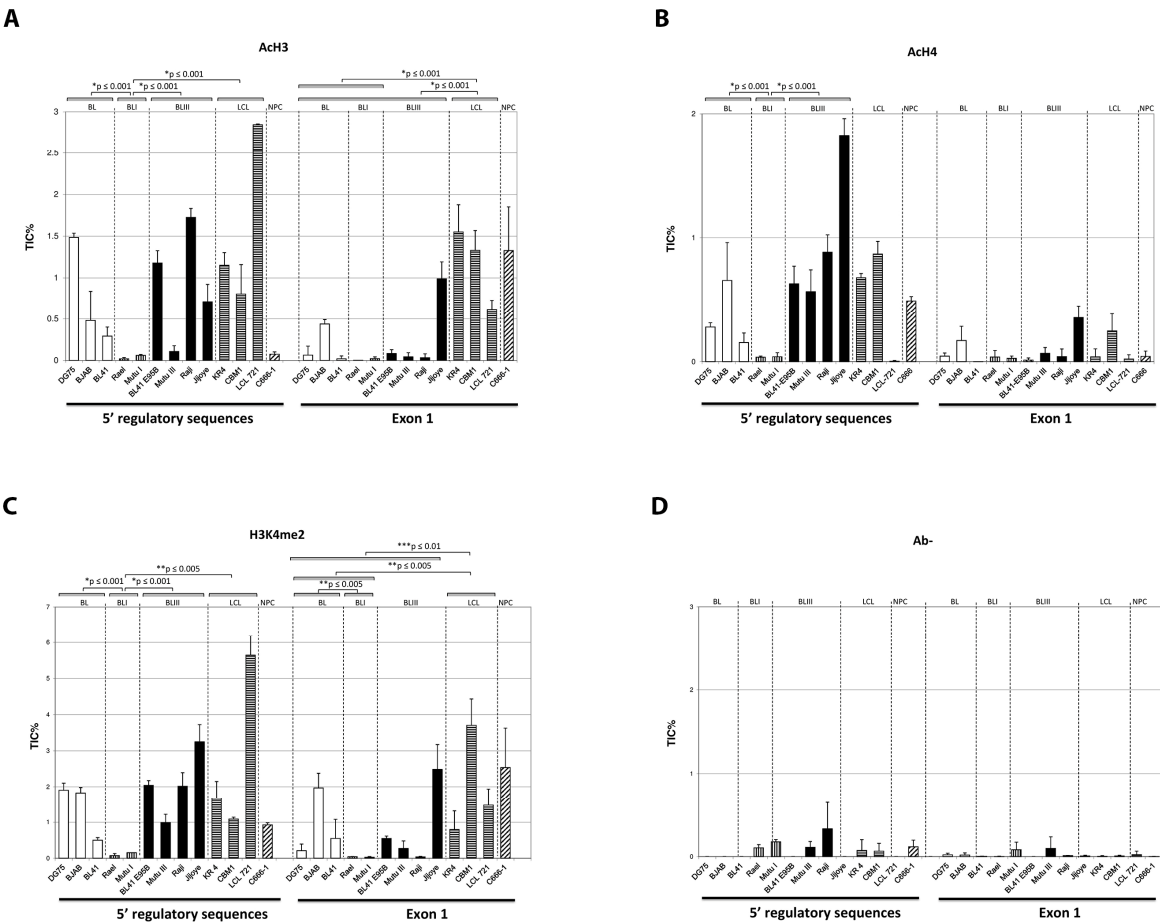 A
AcH3
*p ≤ 0.001
*p ≤ 0.001
*p ≤ 0.001 *p ≤ 0.001
*p ≤ 0.001
BL BLI BLIII LCL NPC BL BLI BLIII LCL NPC
3
2.5
2
1.5
1
0.5
0
TIC%
DG75 BJAB BL41 Rael Mutu I BL41 E95B Mutu III Raji Jijoye KR4 CBM1 LCL 721 C666-1 DG75 BJAB BL41 Rael Mutu I BL41 E95B Mutu III Raji Jijoye KR4 CBM1 LCL 721 C666-1
5’ regulatory sequences Exon 1
B
AcH4
*p ≤ 0.001 *p ≤ 0.001
BL BLI BLIII LCL NPC BL BLI BLIII LCL NPC
2
1
0
TIC%
DG75 BJAB BL41 Rael Mutu I BL41-E95B Mutu III Raji Jijoye KR4 CBM1 LCL-721 C666 DG75 BJAB BL41 Rael Mutu I BL41-E95B Mutu III Raji Jijoye KR4 CBM1 LCL-721 C666
5’ regulatory sequences Exon 1
C
H3K4me2
***p ≤ 0.01
**p ≤ 0.005
**p ≤ 0.005
*p ≤ 0.001 *p ≤ 0.001
**p ≤ 0.005
BL BLI BLIII LCL NPC BL BLI BLIII LCL NPC
7
6
5
4
3
2
1
0
TIC%
DG75 BJAB BL41 Rael Mutu I BL41 E95B Mutu III Raji Jijoye KR 4 CBM1 LCL 721 C666-1 DG75 BJAB BL41 Rael Mutu I BL41 E95B Mutu III Raji Jijoye KR4 CBM1 LCL 721 C666-1
5’ regulatory sequences Exon 1
D
Ab-
BL BLI BLIII LCL NPC BL BLI BLIII LCL NPC
3
2
1
0
TIC%
DG75 BJAB BL41 Rael Mutu I BL41 E95B Mutu III Raji Jijoye KR 4 CBM1 LCL 721 C666-1 DG75 BJAB BL41 Rael Mutu I BL41 E95B Mutu III Raji Jijoye KR4 CBM1 LCL 721 C666-1
5’ regulatory sequences Exon 1